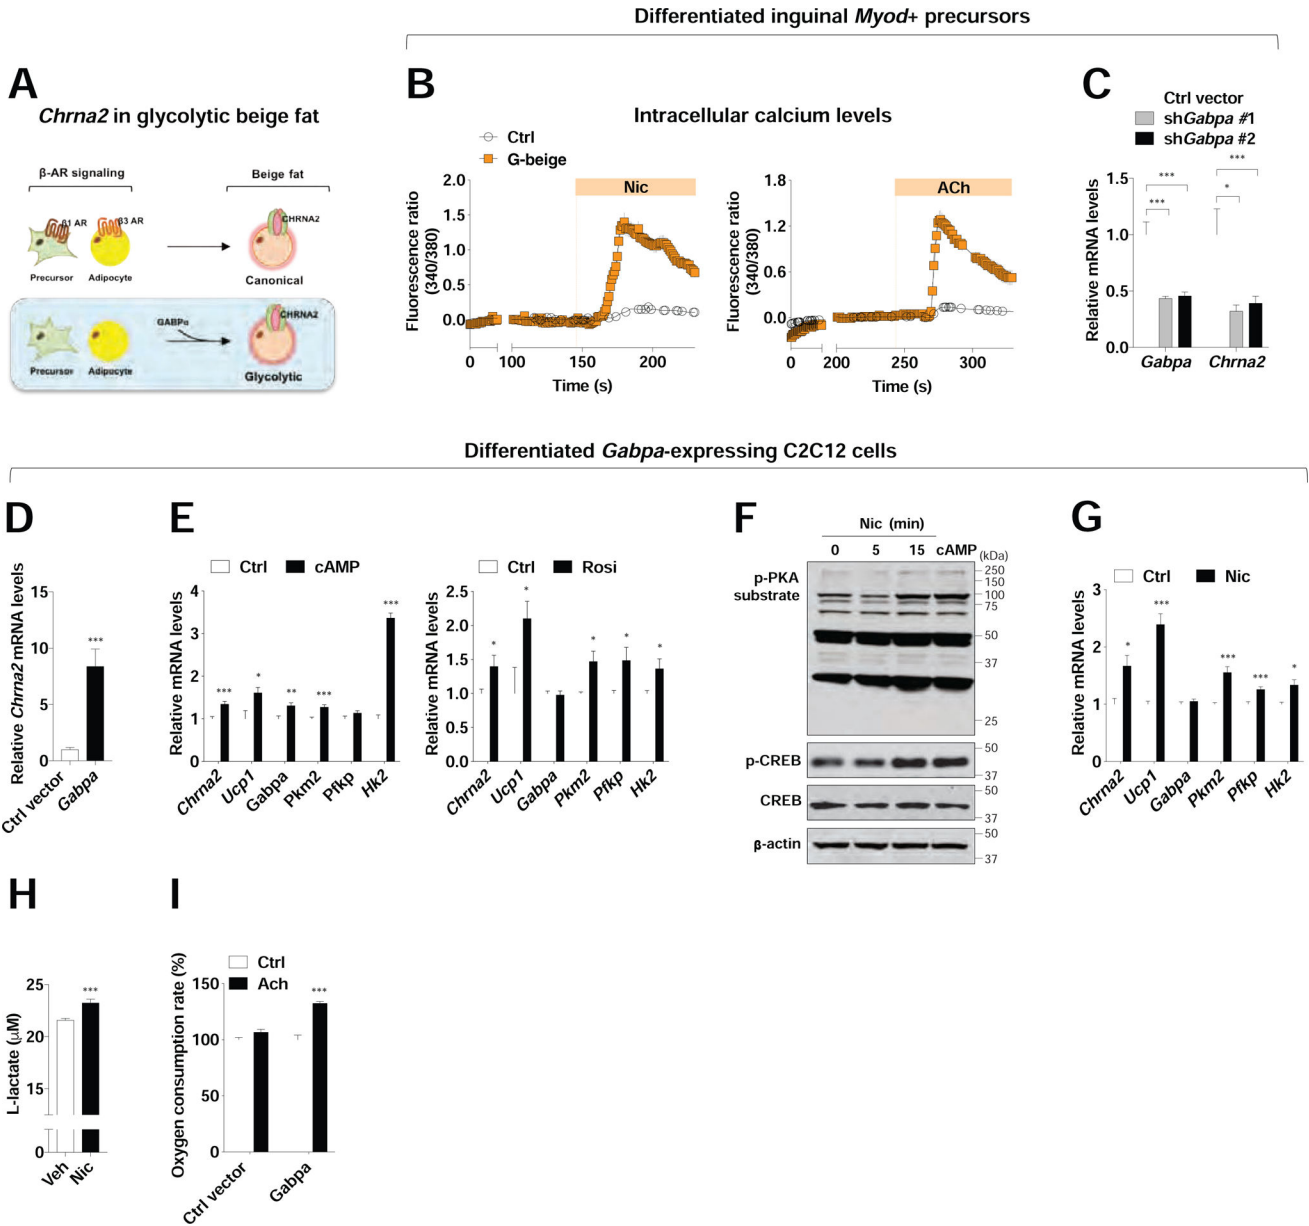 Differentiated inguinal Myod+ precursors
A
Chrna2 in glycolytic beige fat
β-AR signaling
Beige fat
β1 AR
β3 AR
CHRNA2
Precursor
Adipocyte
Canonical
GABPα
CHRNA2
Precursor
Adipocyte
Glycolytic
B
Intracellular calcium levels
Ctrl
G-beige
Fluorescence ratio
(340/380)
2.0
1.6
1.2
0.8
0.4
0.0
Nic
0
100
150
200
Time (s)
Fluorescence ratio
(340/380)
1.8
1.2
0.6
0.0
ACh
0
200
250
300
Time (s)
C
Ctrl vector
shGabpa #1
shGabpa #2
Relative mRNA levels
1.5
1.0
0.5
0.0
***
***
***
*
Gabpa
Chrna2
Differentiated Gabpa-expressing C2C12 cells
D
Relative Chrna2 mRNA levels
15
10
5
0
***
Ctrl vector
Gabpa
E
Ctrl
cAMP
Relative mRNA levels
4
3
2
1
0
***
*
**
***
***
Chrna2
Ucp1
Gabpa
Pkm2
Pfkp
Hk2
Ctrl
Rosi
Relative mRNA levels
2.5
2.0
1.5
1.0
0.5
0.0
*
*
*
*
*
Chrna2
Ucp1
Gabpa
Pkm2
Pfkp
Hk2
F
Nic (min)
0 5 15 cAMP (kDa)
p-PKA
substrate
250
150
100
75
50
37
25
p-CREB
50
37
CREB
50
37
β-actin
50
37
G
Ctrl
Nic
Relative mRNA levels
3
2
1
0
*
***
***
***
*
Chrna2
Ucp1
Gabpa
Pkm2
Pfkp
Hk2
H
L-lactate (μM)
25
20
15
0
***
Veh
Nic
I
Ctrl
Ach
Oxygen consumption rate (%)
150
100
50
0
***
Ctrl vector
Gabpa